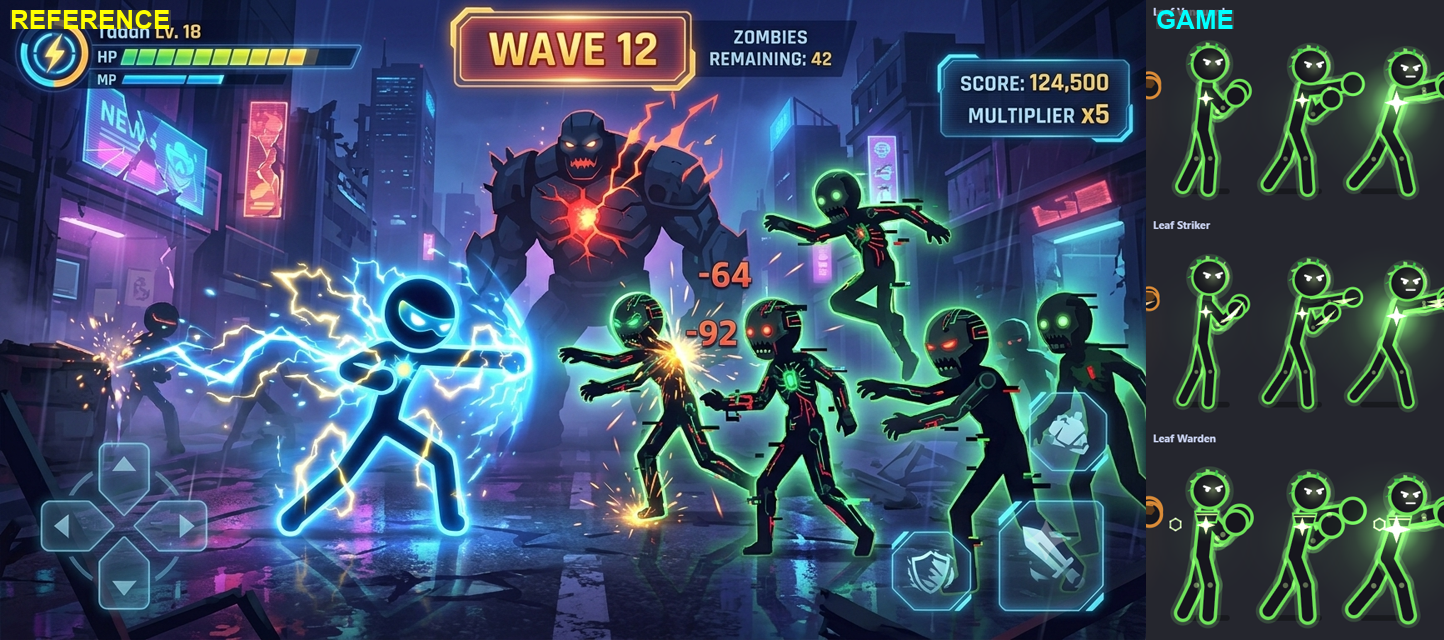 REFERENCE
Lv. 18
HP
MP
WAVE 12
ZOMBIES
REMAINING: 42
SCORE: 124,500
MULTIPLIER x5
NEWS
-64
-92
GAME
Leaf Striker
Leaf Warden